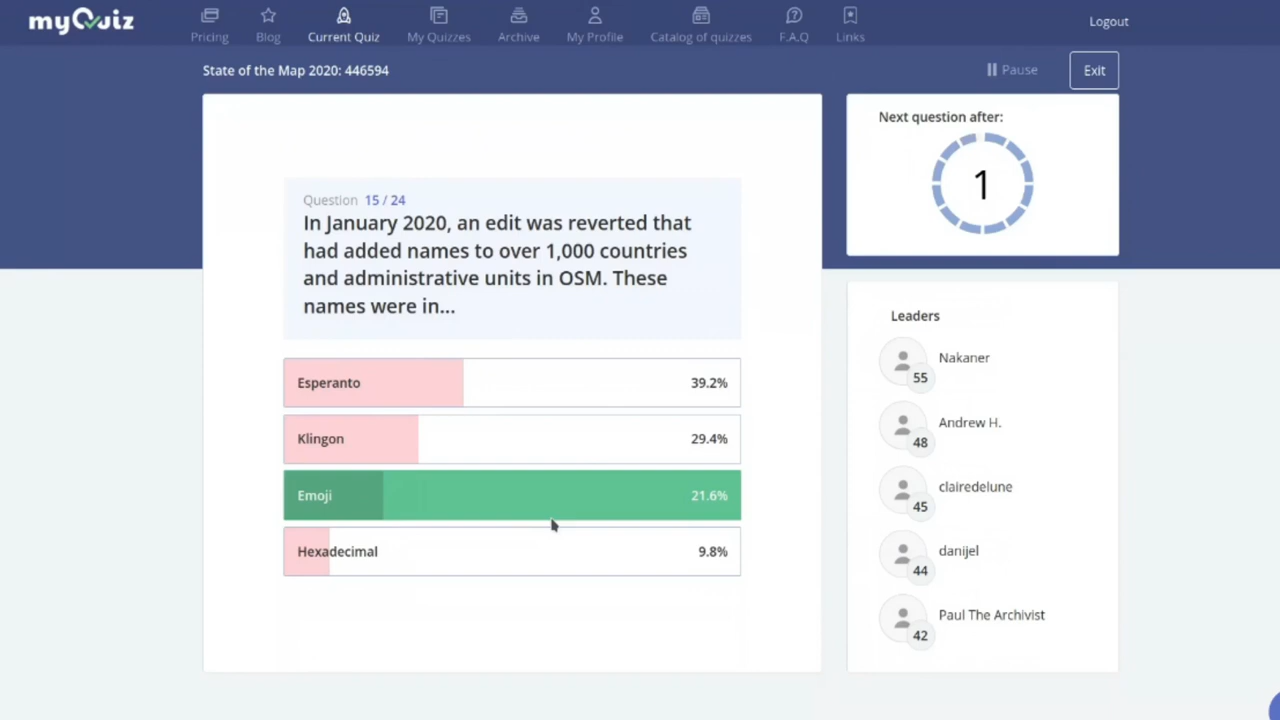 myQuiz
Pricing
Blog
Current Quiz
My Quizzes
Archive
My Profile
Catalog of quizzes
F.A.Q
Links
Logout
State of the Map 2020: 446594
Pause
Exit
Question 15 / 24
In January 2020, an edit was reverted that
had added names to over 1,000 countries
and administrative units in OSM. These
names were in...
Esperanto 39.2%
Klingon 29.4%
Emoji 21.6%
Hexadecimal 9.8%
Next question after:
1
Leaders
Nakaner
55
Andrew H.
48
clairedelune
45
danijel
44
Paul The Archivist
42